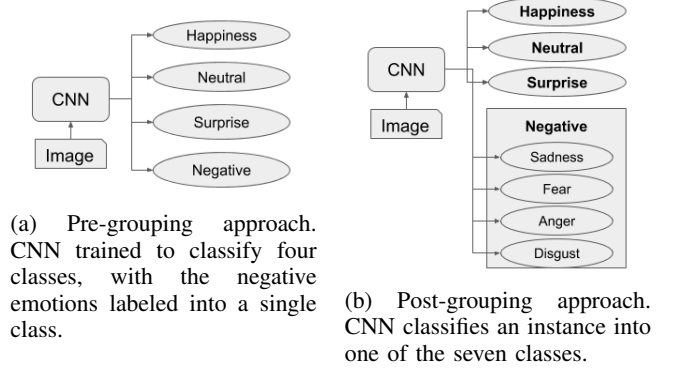 Happiness
Neutral
Surprise
Negative
CNN
Image
(a) Pre-grouping approach.
CNN trained to classify four
classes, with the negative
emotions labeled into a single
class.
Happiness
Neutral
Surprise
Negative
Sadness
Fear
Anger
Disgust
CNN
Image
(b) Post-grouping approach.
CNN classifies an instance into
one of the seven classes.